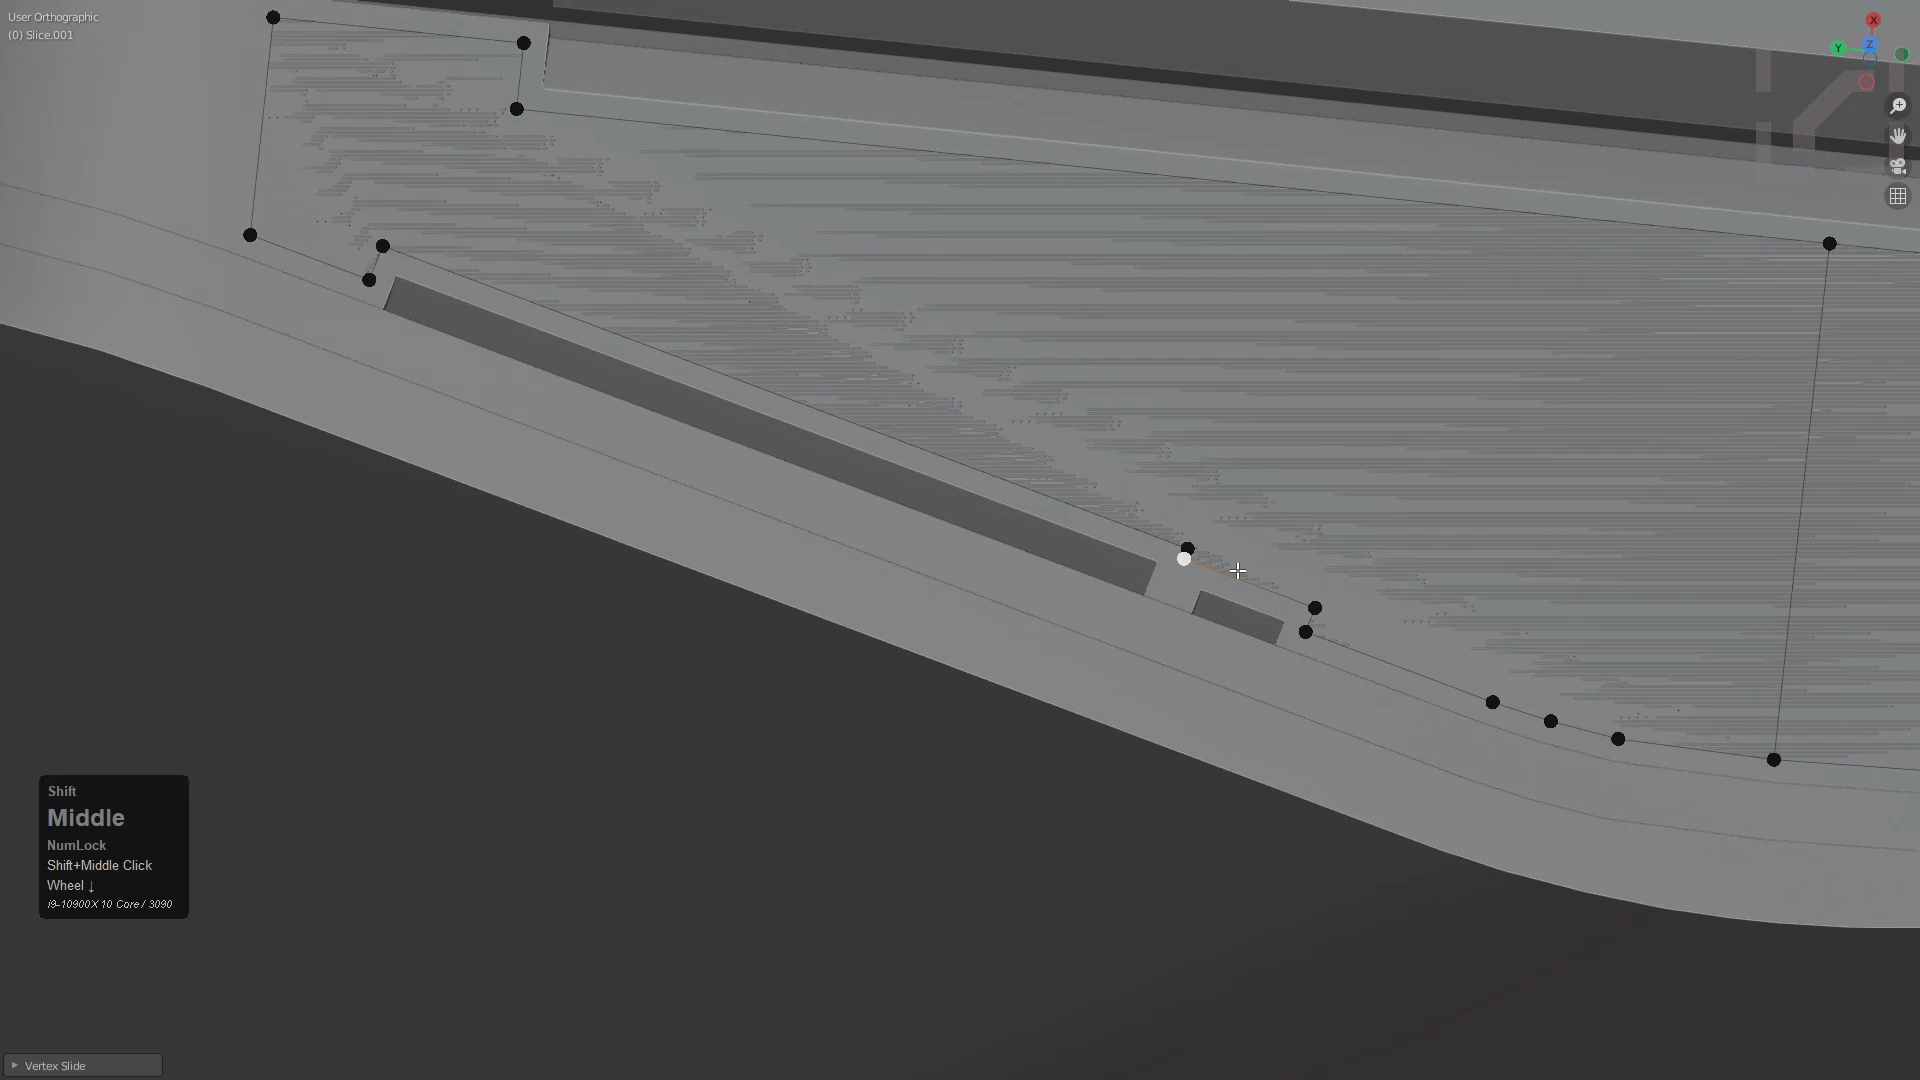 User Orthographic
(0) Slice.001
X
Y
Z
Shift
Middle
NumLock
Shift+Middle Click
Wheel ↓
i9-10900X 10 Core / 3090
Vertex Slide